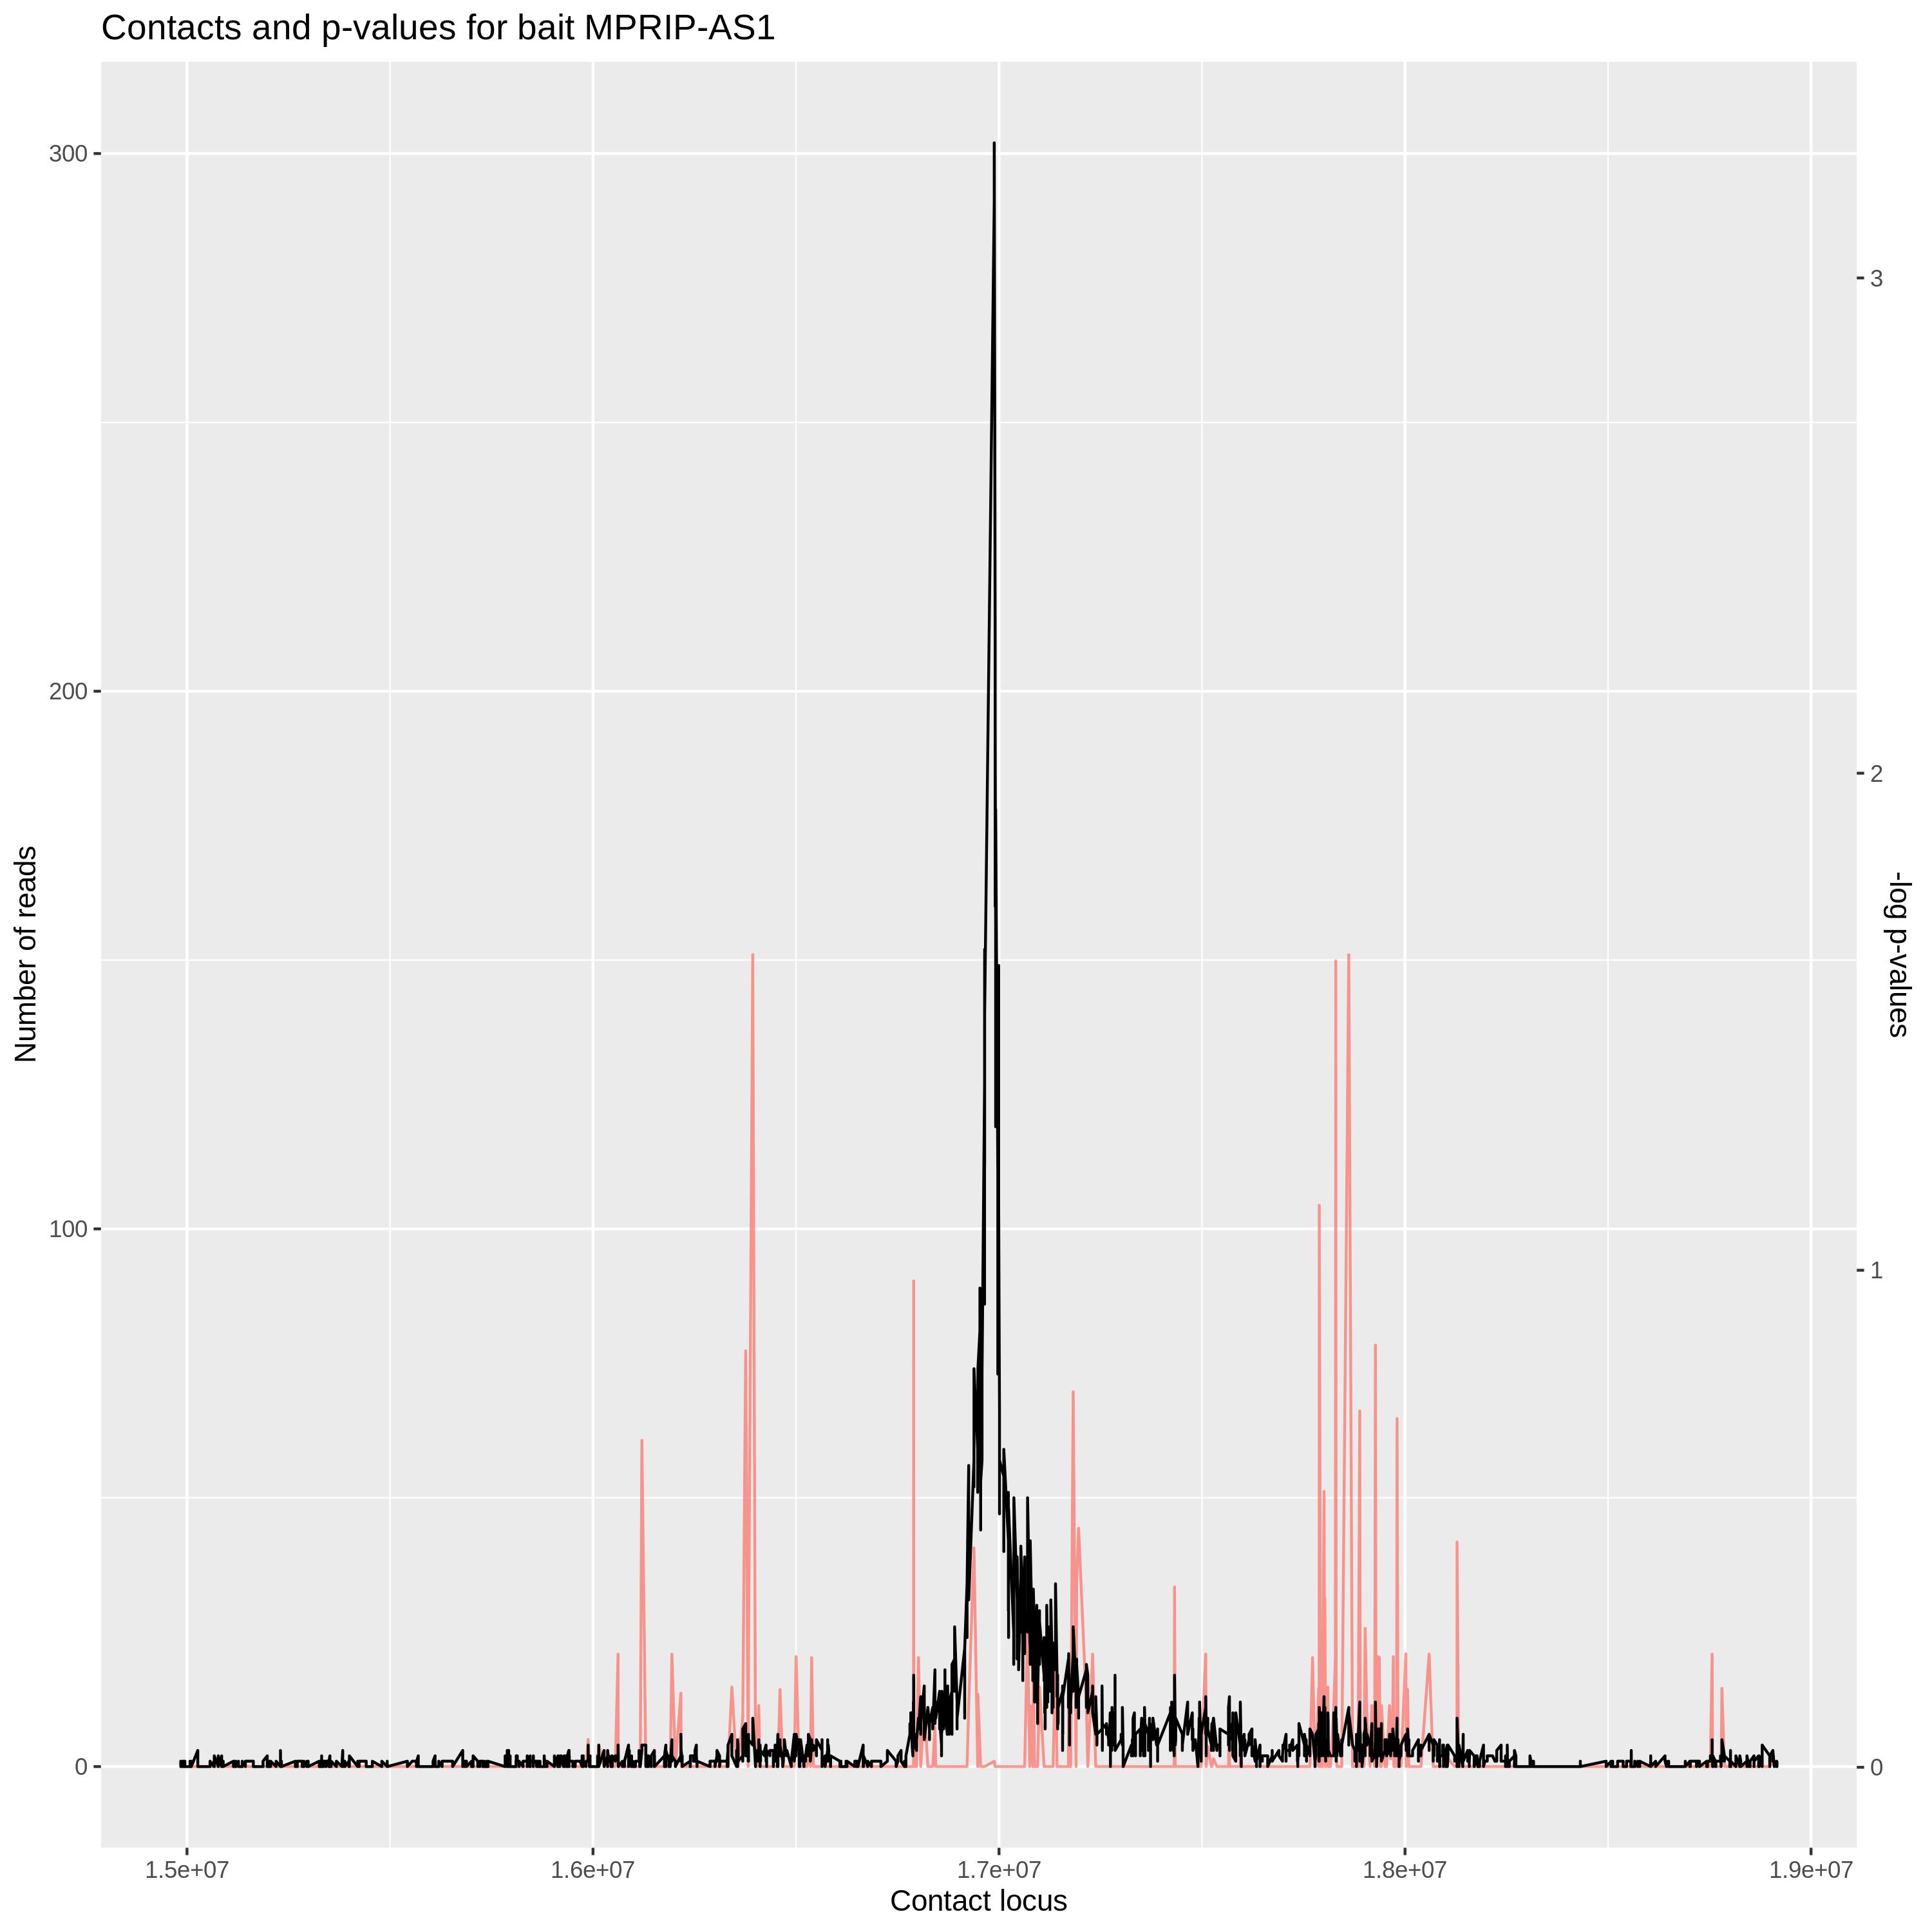 Contacts and p-values for bait MPRIP-AS1
300
200
100
0
Number of reads
3
2
1
0
-log p-values
1.5e+07
1.6e+07
1.7e+07
1.8e+07
1.9e+07
Contact locus